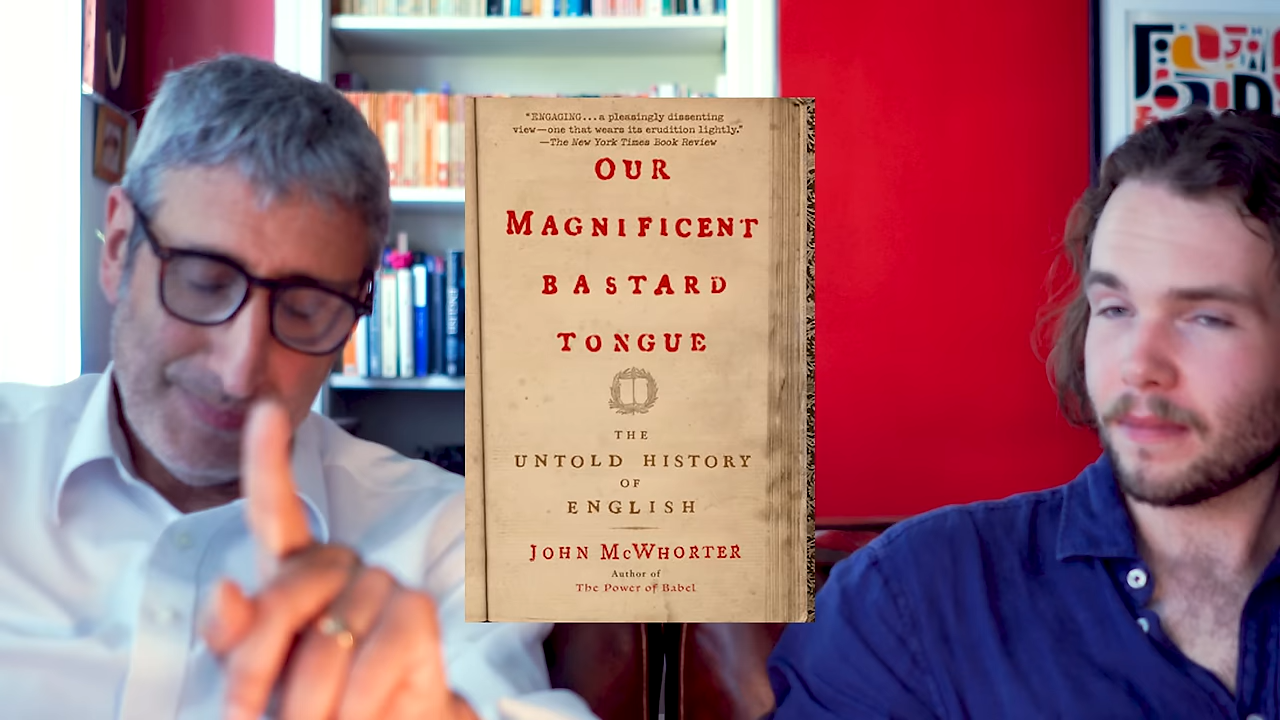 "ENGAGING...a pleasingly dissenting
view—one that wears its erudition lightly."
—The New York Times Book Review
OUR
MAGNIFICENT
BASTARD
TONGUE
THE
UNTOLD HISTORY
OF
ENGLISH
JOHN MCWHORTER
Author of
The Power of Babel